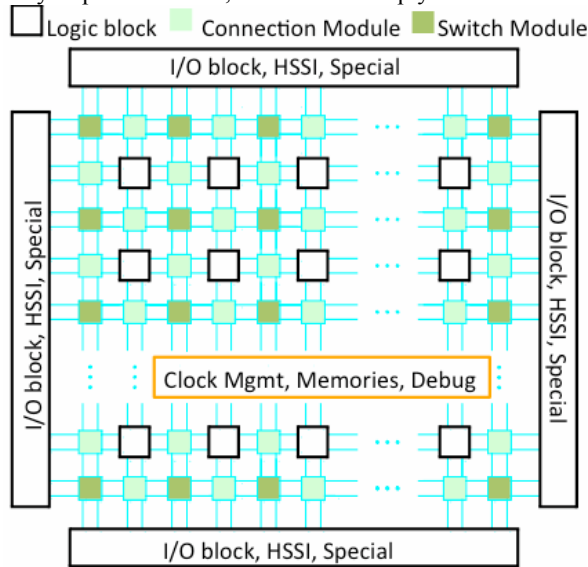 Logic block Connection Module Switch Module
I/O block, HSSI, Special
I/O block, HSSI, Special
I/O block, HSSI, Special
Clock Mgmt, Memories, Debug
I/O block, HSSI, Special